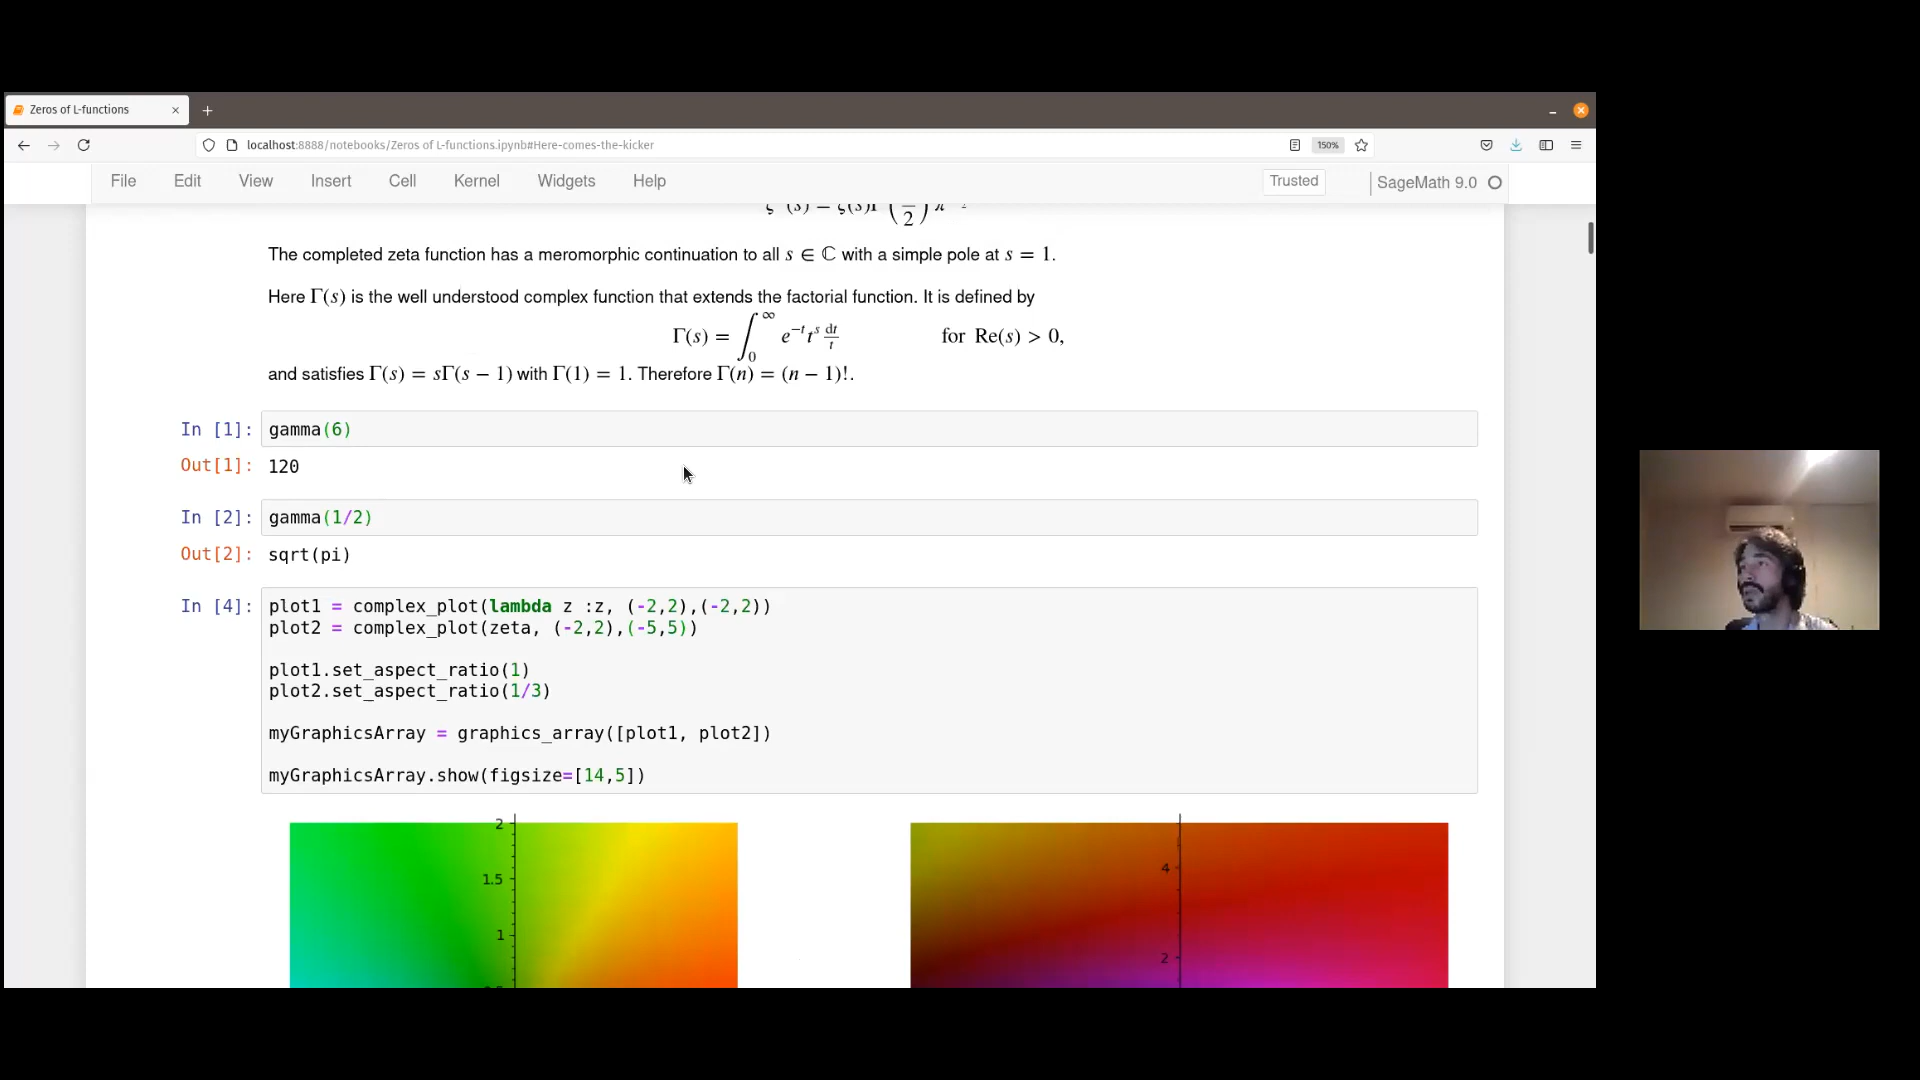 Zeros of L-functions
localhost:8888/notebooks/Zeros of L-functions.ipynb#Here-comes-the-kicker
150%
File Edit View Insert Cell Kernel Widgets Help Trusted SageMath 9.0
The completed zeta function has a meromorphic continuation to all s ∈ ℂ with a simple pole at s = 1.
Here Γ(s) is the well understood complex function that extends the factorial function. It is defined by
Γ(s) = ∫₀^∞ e^{−t} t^s dt/t for Re(s) > 0,
and satisfies Γ(s) = sΓ(s − 1) with Γ(1) = 1. Therefore Γ(n) = (n − 1)!.
In [1]: gamma(6)
Out[1]: 120
In [2]: gamma(1/2)
Out[2]: sqrt(pi)
In [4]: plot1 = complex_plot(lambda z :z, (-2,2),(-2,2))
plot2 = complex_plot(zeta, (-2,2),(-5,5))
plot1.set_aspect_ratio(1)
plot2.set_aspect_ratio(1/3)
myGraphicsArray = graphics_array([plot1, plot2])
myGraphicsArray.show(figsize=[14,5])
2
1.5
1
4
2